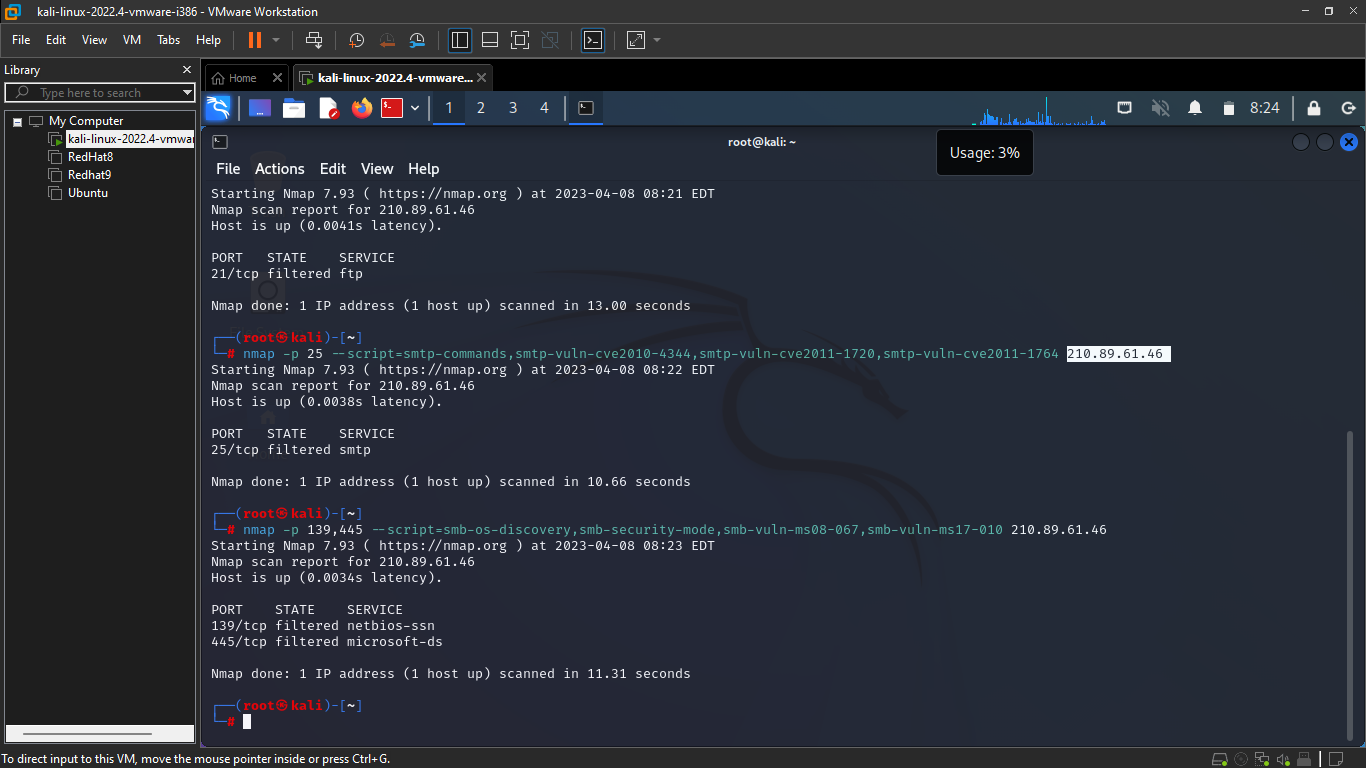 kali-linux-2022.4-vmware-i386 - VMware Workstation
File Edit View VM Tabs Help
Library
Type here to search
My Computer
kali-linux-2022.4-vmwar
RedHat8
Redhat9
Ubuntu
Home
kali-linux-2022.4-vmware...
1 2 3 4
8:24
root@kali: ~
Usage: 3%
File Actions Edit View Help
Starting Nmap 7.93 ( https://nmap.org ) at 2023-04-08 08:21 EDT
Nmap scan report for 210.89.61.46
Host is up (0.0041s latency).
PORT STATE SERVICE
21/tcp filtered ftp
Nmap done: 1 IP address (1 host up) scanned in 13.00 seconds
┌──(root㉿kali)-[~]
└─# nmap -p 25 --script=smtp-commands,smtp-vuln-cve2010-4344,smtp-vuln-cve2011-1720,smtp-vuln-cve2011-1764 210.89.61.46
Starting Nmap 7.93 ( https://nmap.org ) at 2023-04-08 08:22 EDT
Nmap scan report for 210.89.61.46
Host is up (0.0038s latency).
PORT STATE SERVICE
25/tcp filtered smtp
Nmap done: 1 IP address (1 host up) scanned in 10.66 seconds
┌──(root㉿kali)-[~]
└─# nmap -p 139,445 --script=smb-os-discovery,smb-security-mode,smb-vuln-ms08-067,smb-vuln-ms17-010 210.89.61.46
Starting Nmap 7.93 ( https://nmap.org ) at 2023-04-08 08:23 EDT
Nmap scan report for 210.89.61.46
Host is up (0.0034s latency).
PORT STATE SERVICE
139/tcp filtered netbios-ssn
445/tcp filtered microsoft-ds
Nmap done: 1 IP address (1 host up) scanned in 11.31 seconds
┌──(root㉿kali)-[~]
└─#
To direct input to this VM, move the mouse pointer inside or press Ctrl+G.